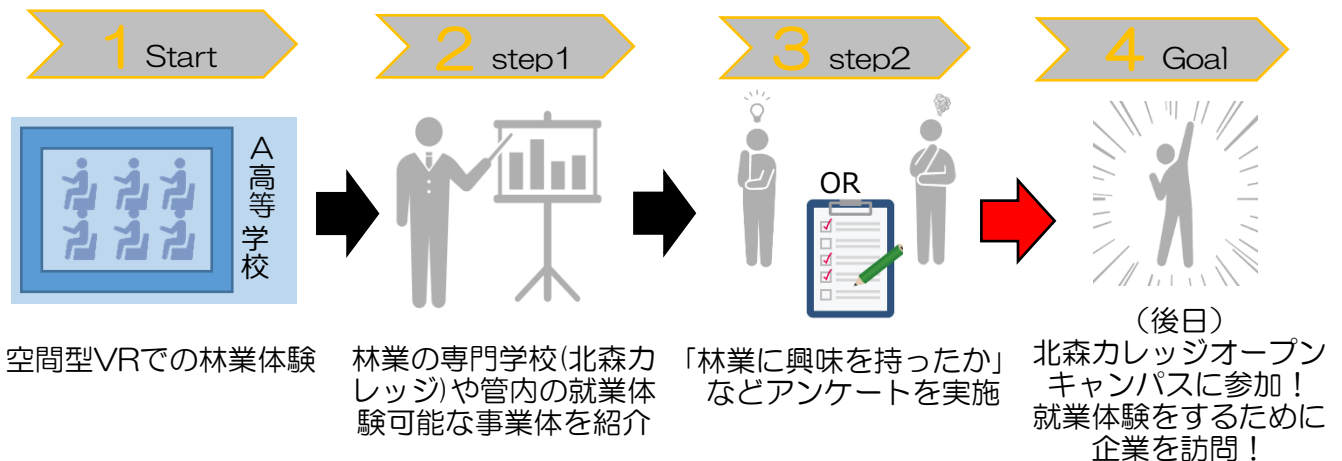 1 Start
2 step1
3 step2
4 Goal
A高等学校
OR
空間型VRでの林業体験
林業の専門学校(北森カ
レッジ)や管内の就業体
験可能な事業体を紹介
「林業に興味を持ったか」
などアンケートを実施
（後日）
北森カレッジオープン
キャンパスに参加！
就業体験をするために
企業を訪問！